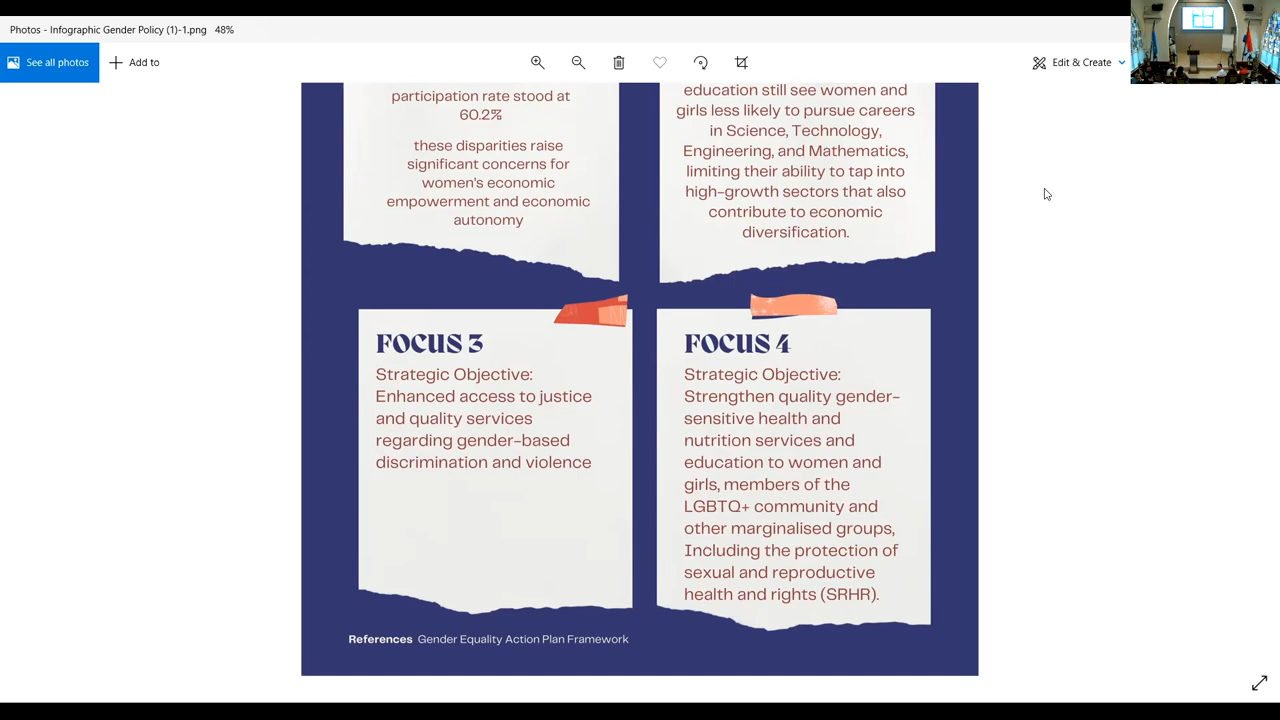 Photos - Infographic Gender Policy (1)-1.png 48%
See all photos
Add to
Edit & Create
participation rate stood at
60.2%
these disparities raise
significant concerns for
women's economic
empowerment and economic
autonomy
education still see women and
girls less likely to pursue careers
in Science, Technology,
Engineering, and Mathematics,
limiting their ability to tap into
high-growth sectors that also
contribute to economic
diversification.
FOCUS 3
Strategic Objective:
Enhanced access to justice
and quality services
regarding gender-based
discrimination and violence
FOCUS 4
Strategic Objective:
Strengthen quality gender-
sensitive health and
nutrition services and
education to women and
girls, members of the
LGBTQ+ community and
other marginalised groups,
Including the protection of
sexual and reproductive
health and rights (SRHR).
References Gender Equality Action Plan Framework